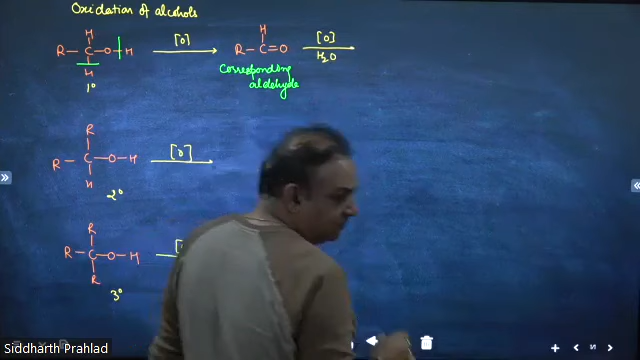 Oxidation of alcohols
H
R-C-O-H [O] → R-C=O [O] →
H
H H₂O
1° Corresponding aldehyde
R
R-C-O-H [O] →
H
2°
R
R-C-O-H
R
3°
Siddharth Prahlad